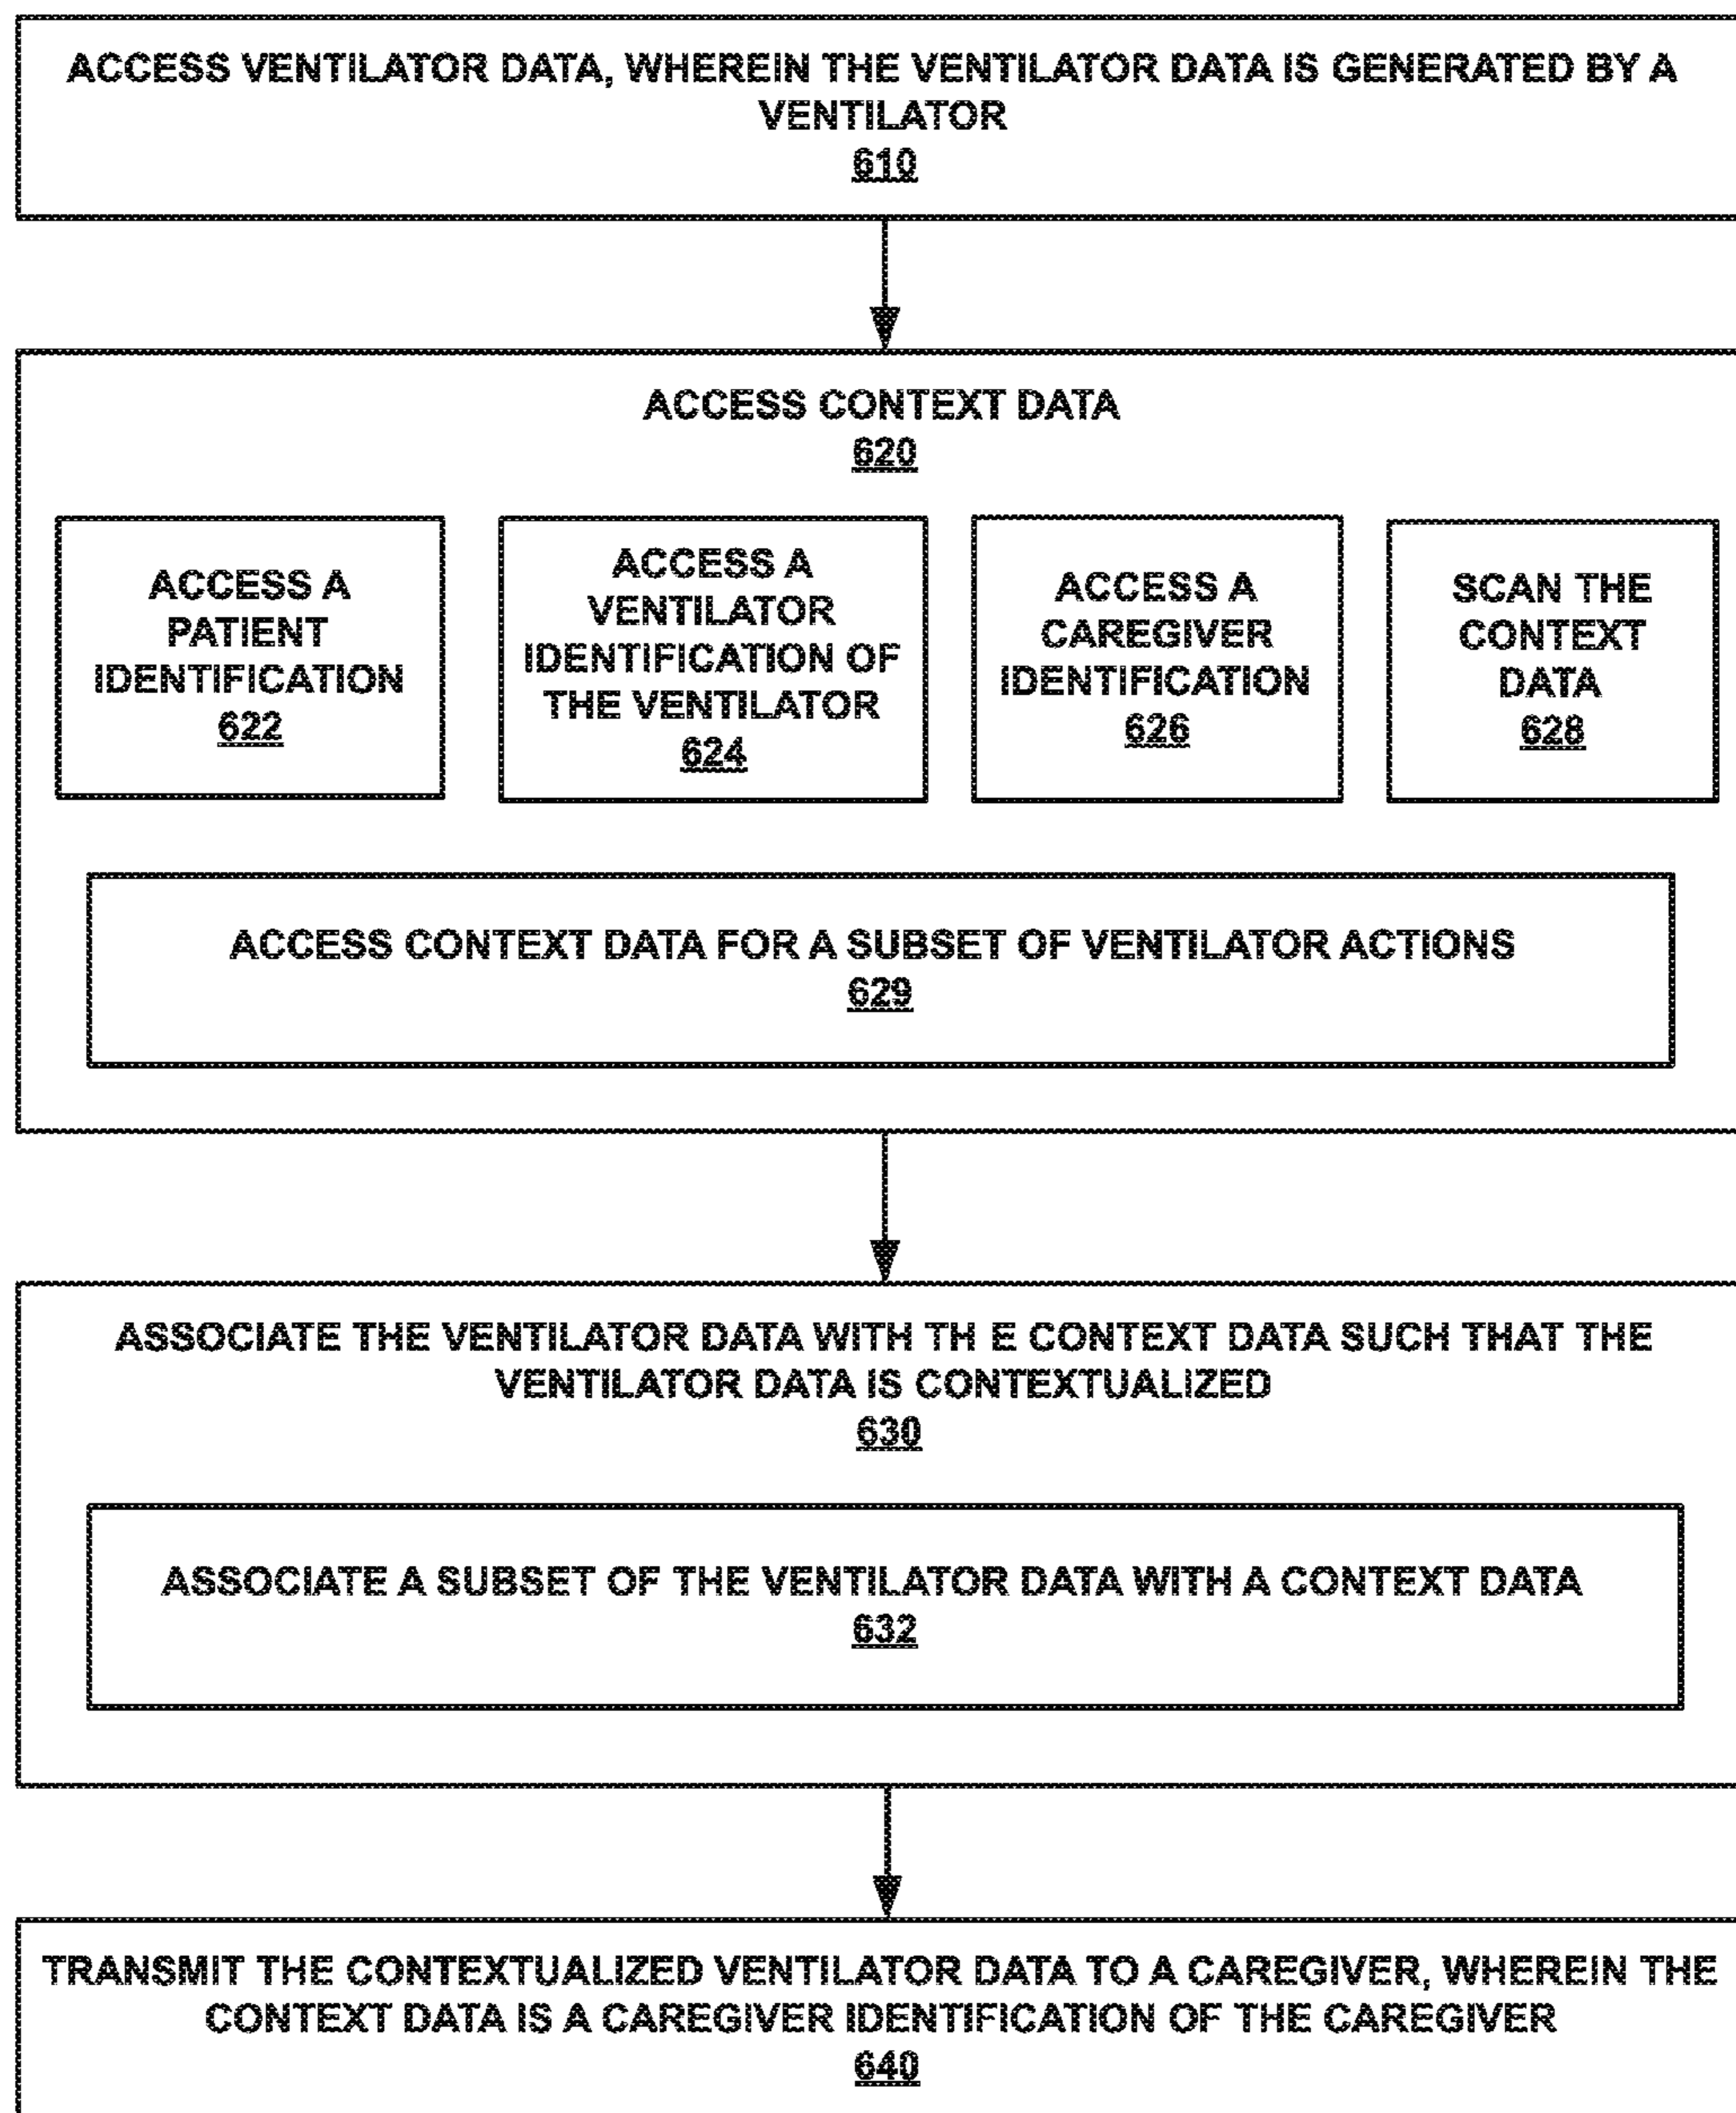 ACCESS VENTILATOR DATA, WHEREIN THE VENTILATOR DATA IS GENERATED BY A
VENTILATOR
610
ACCESS CONTEXT DATA
620
ACCESS A
PATIENT
IDENTIFICATION
622
ACCESS A
VENTILATOR
IDENTIFICATION OF
THE VENTILATOR
624
ACCESS A
CAREGIVER
IDENTIFICATION
626
SCAN THE
CONTEXT
DATA
628
ACCESS CONTEXT DATA FOR A SUBSET OF VENTILATOR ACTIONS
629
ASSOCIATE THE VENTILATOR DATA WITH TH E CONTEXT DATA SUCH THAT THE
VENTILATOR DATA IS CONTEXTUALIZED
630
ASSOCIATE A SUBSET OF THE VENTILATOR DATA WITH A CONTEXT DATA
632
TRANSMIT THE CONTEXTUALIZED VENTILATOR DATA TO A CAREGIVER, WHEREIN THE
CONTEXT DATA IS A CAREGIVER IDENTIFICATION OF THE CAREGIVER
640